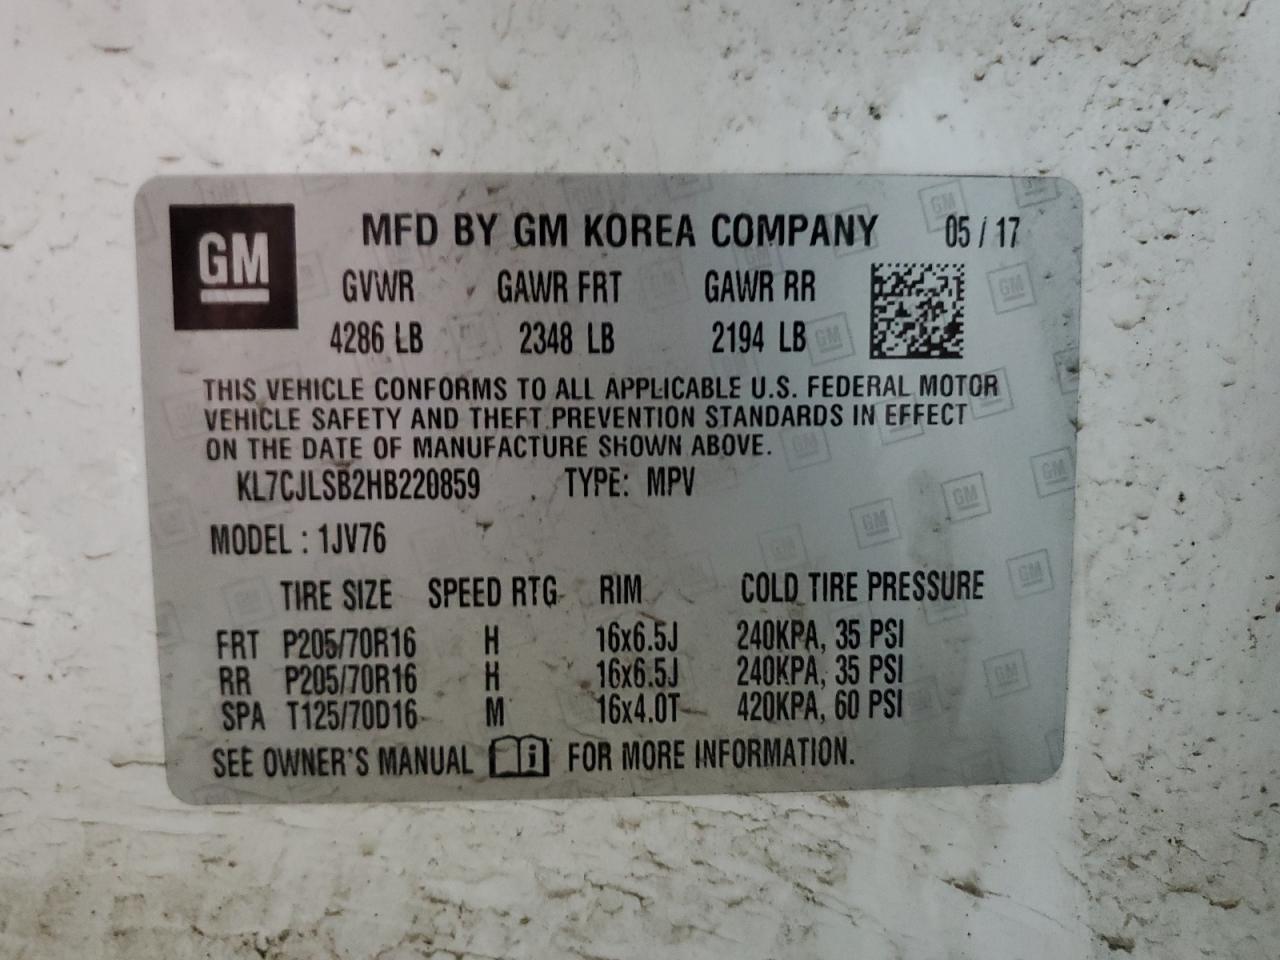 GM
MFD BY GM KOREA COMPANY 05 / 17
GVWR GAWR FRT GAWR RR
4286 LB 2348 LB 2194 LB
THIS VEHICLE CONFORMS TO ALL APPLICABLE U.S. FEDERAL MOTOR
VEHICLE SAFETY AND THEFT PREVENTION STANDARDS IN EFFECT
ON THE DATE OF MANUFACTURE SHOWN ABOVE.
KL7CJLSB2HB220859 TYPE: MPV
MODEL : 1JV76
TIRE SIZE SPEED RTG RIM COLD TIRE PRESSURE
FRT P205/70R16 H 16x6.5J 240KPA, 35 PSI
RR P205/70R16 H 16x6.5J 240KPA, 35 PSI
SPA T125/70D16 M 16x4.0T 420KPA, 60 PSI
SEE OWNER'S MANUAL i FOR MORE INFORMATION.